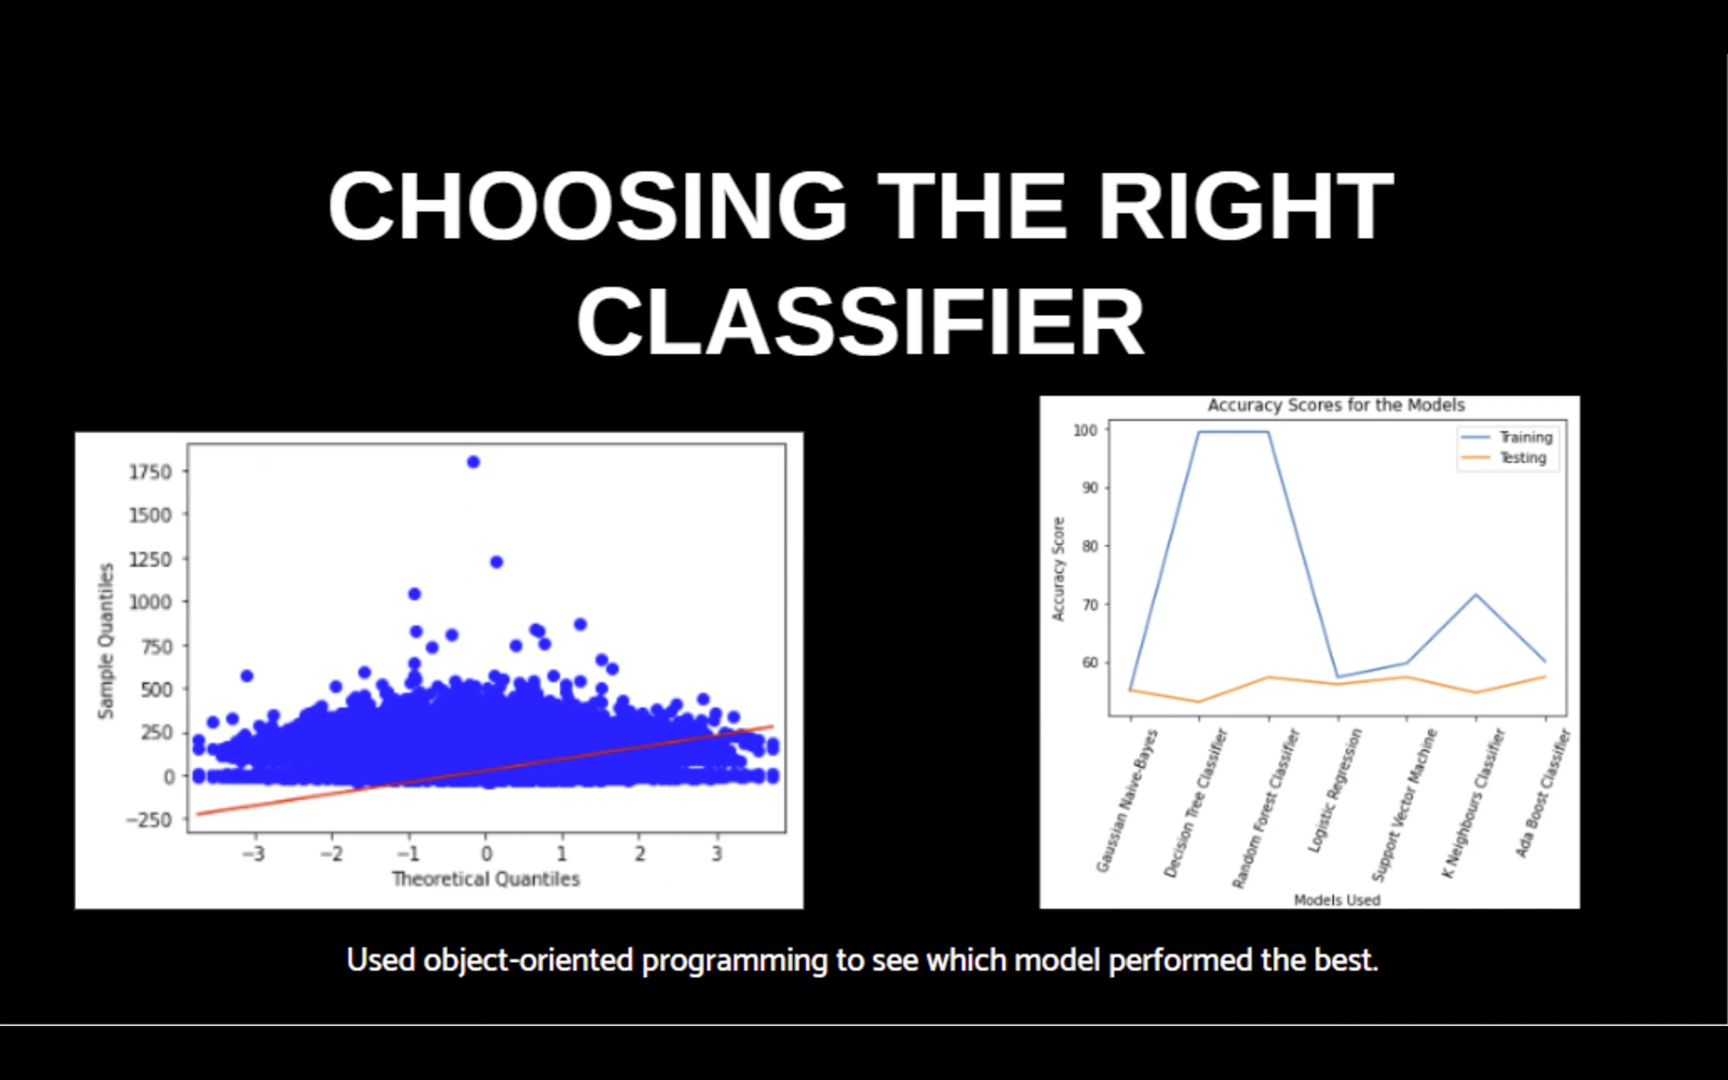 CHOOSING THE RIGHT
CLASSIFIER
1750
1500
1250
1000
750
500
250
0
−250
Sample Quantiles
−3
−2
−1
0
1
2
3
Theoretical Quantiles
Accuracy Scores for the Models
100
90
80
70
60
Accuracy Score
Training
Testing
Gaussian Naive-Bayes
Decision Tree Classifier
Random Forest Classifier
Logistic Regression
Support Vector Machine
K Neighbours Classifier
Ada Boost Classifier
Models Used
Used object-oriented programming to see which model performed the best.